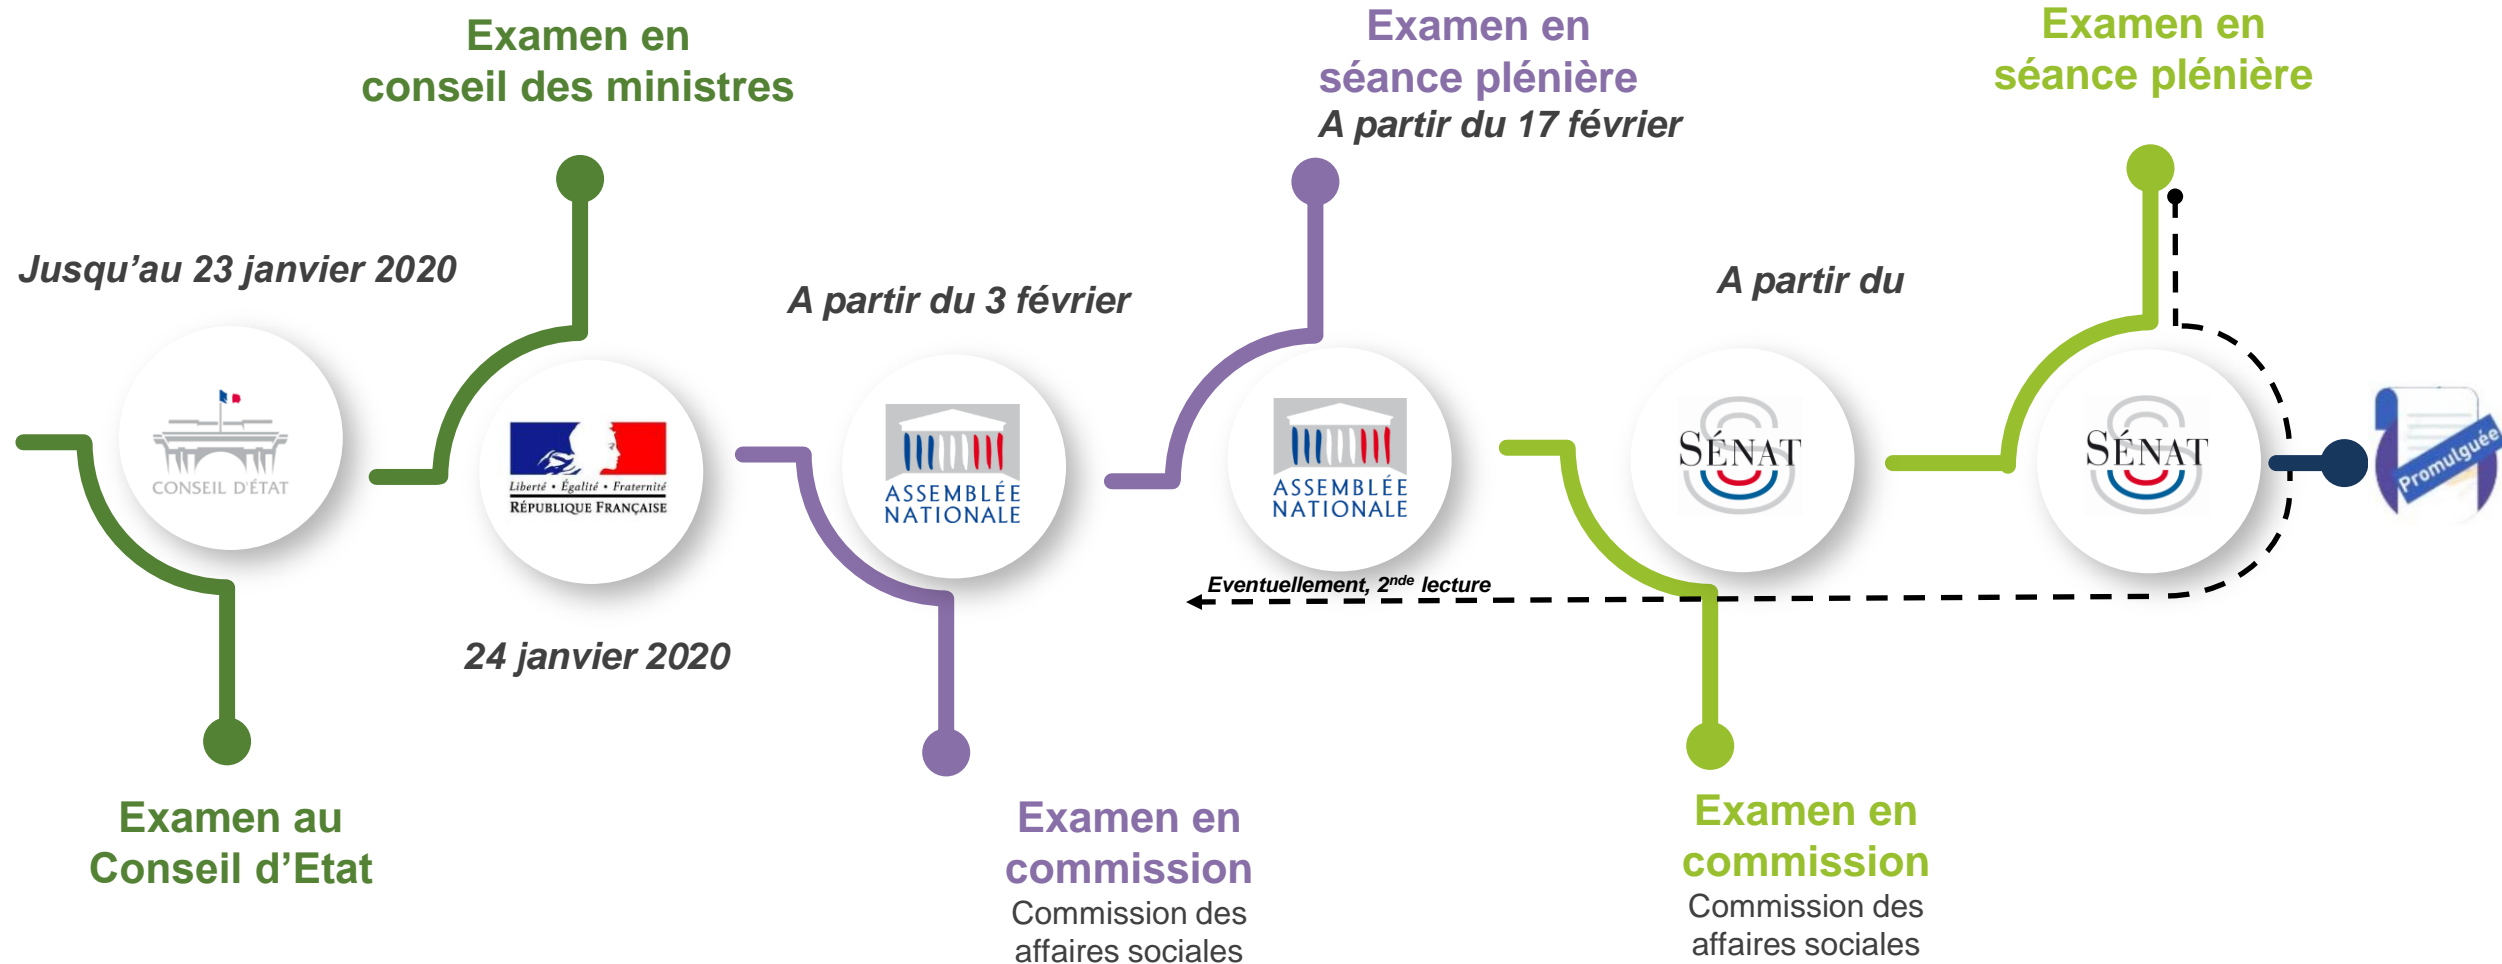 Examen en
conseil des ministres
Examen en
séance plénière
A partir du 17 février
Examen en
séance plénière
Jusqu’au 23 janvier 2020
A partir du 3 février
A partir du
CONSEIL D'ÉTAT
Liberté • Égalité • Fraternité
RÉPUBLIQUE FRANÇAISE
ASSEMBLÉE
NATIONALE
ASSEMBLÉE
NATIONALE
SÉNAT
SÉNAT
Promulguée
Eventuellement, 2nde lecture
24 janvier 2020
Examen au
Conseil d’Etat
Examen en
commission
Commission des
affaires sociales
Examen en
commission
Commission des
affaires sociales